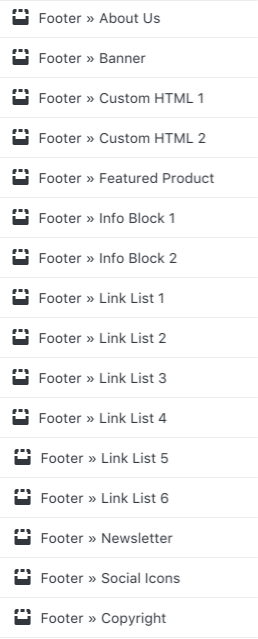 Footer » About Us
Footer » Banner
Footer » Custom HTML 1
Footer » Custom HTML 2
Footer » Featured Product
Footer » Info Block 1
Footer » Info Block 2
Footer » Link List 1
Footer » Link List 2
Footer » Link List 3
Footer » Link List 4
Footer » Link List 5
Footer » Link List 6
Footer » Newsletter
Footer » Social Icons
Footer » Copyright